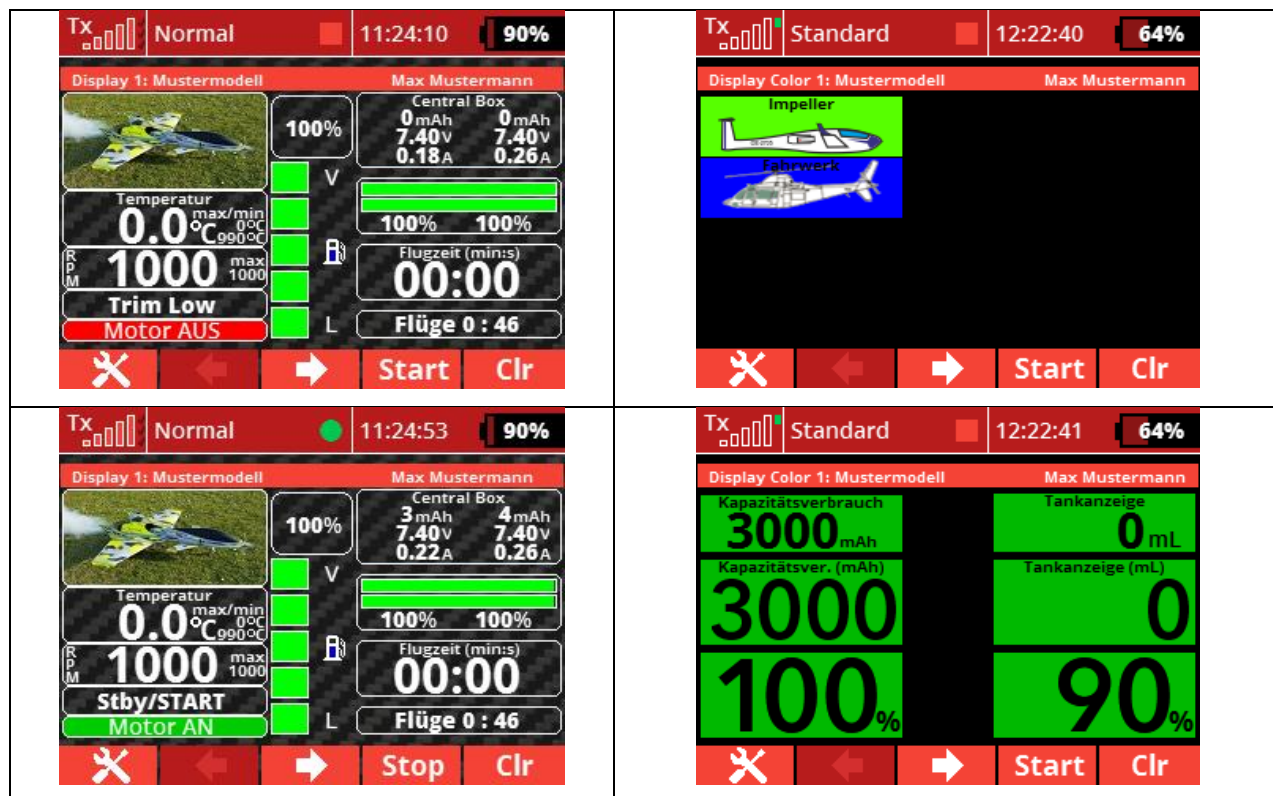 Tx Normal 11:24:10 90%
Display 1: Mustermodell Max Mustermann
100%
Central Box
0mAh 0mAh
7.40V 7.40V
0.18A 0.26A
V
Temperatur
0.0°C max/min 0°C 990°C
100% 100%
RPM 1000 max 1000
Flugzeit (min:s)
00:00
Trim Low
Motor AUS
L
Flüge 0 : 46
Start Clr
Tx Standard 12:22:40 64%
Display Color 1: Mustermodell Max Mustermann
Impeller
Fahrwerk
Start Clr
Tx Normal 11:24:53 90%
Display 1: Mustermodell Max Mustermann
100%
Central Box
3mAh 4mAh
7.40V 7.40V
0.22A 0.26A
V
Temperatur
0.0°C max/min 0°C 990°C
100% 100%
RPM 1000 max 1000
Flugzeit (min:s)
00:00
Stby/START
Motor AN
L
Flüge 0 : 46
Stop Clr
Tx Standard 12:22:41 64%
Display Color 1: Mustermodell Max Mustermann
Kapazitätsverbrauch Tankanzeige
3000mAh 0mL
Kapazitätsver. (mAh) Tankanzeige (mL)
3000 0
100% 90%
Start Clr